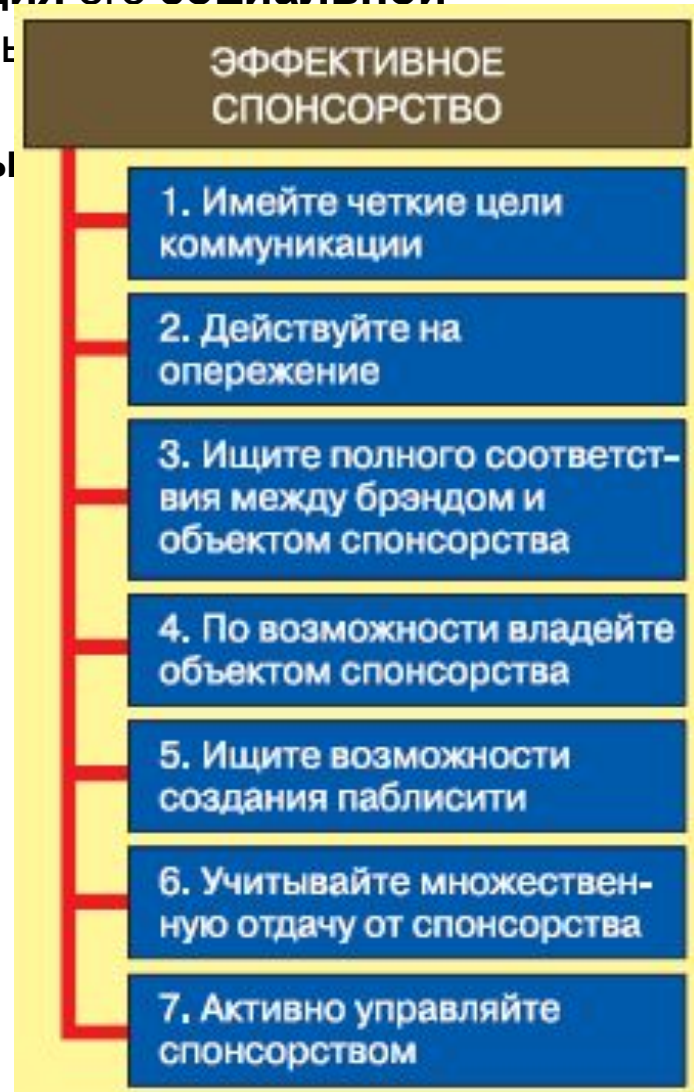 его социальной
ЭФФЕКТИВНОЕ
СПОНСОРСТВО
1. Имейте четкие цели
коммуникации
2. Действуйте на
опережение
3. Ищите полного соответст-
вия между брэндом и
объектом спонсорства
4. По возможности владейте
объектом спонсорства
5. Ищите возможности
создания паблисити
6. Учитывайте множествен-
ную отдачу от спонсорства
7. Активно управляйте
спонсорством